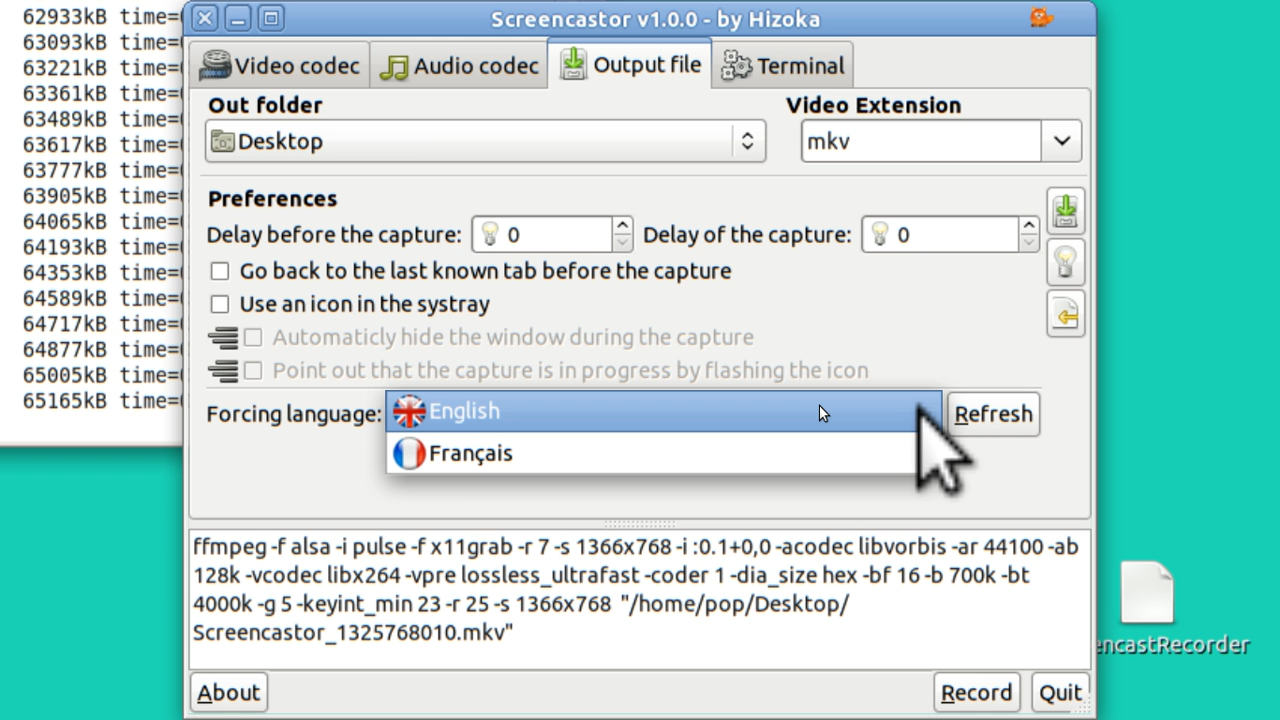 62933kB time=
63093kB time=
63221kB time=
63361kB time=
63489kB time=
63617kB time=
63777kB time=
63905kB time=
64065kB time=
64193kB time=
64353kB time=
64589kB time=
64717kB time=
64877kB time=
65005kB time=
65165kB time=
Screencastor v1.0.0 - by Hizoka
Video codec Audio codec Output file Terminal
Out folder Video Extension
Desktop mkv
Preferences
Delay before the capture: 0 Delay of the capture: 0
Go back to the last known tab before the capture
Use an icon in the systray
Automaticly hide the window during the capture
Point out that the capture is in progress by flashing the icon
Forcing language: English Refresh
Français
ffmpeg -f alsa -i pulse -f x11grab -r 7 -s 1366x768 -i :0.1+0,0 -acodec libvorbis -ar 44100 -ab
128k -vcodec libx264 -vpre lossless_ultrafast -coder 1 -dia_size hex -bf 16 -b 700k -bt
4000k -g 5 -keyint_min 23 -r 25 -s 1366x768 "/home/pop/Desktop/
Screencastor_1325768010.mkv"
encastRecorder
About Record Quit